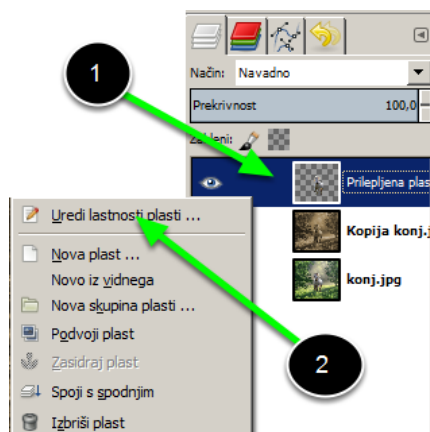 1
Način: Navadno
Prekrivnost 100,0
Zakleni:
Prilepljena plas
Kopija konj.j
konj.jpg
Uredi lastnosti plasti ...
Nova plast ...
Novo iz vidnega
Nova skupina plasti ...
Podvoji plast
Zasidraj plast
Spoji s spodnjim
Izbriši plast
2